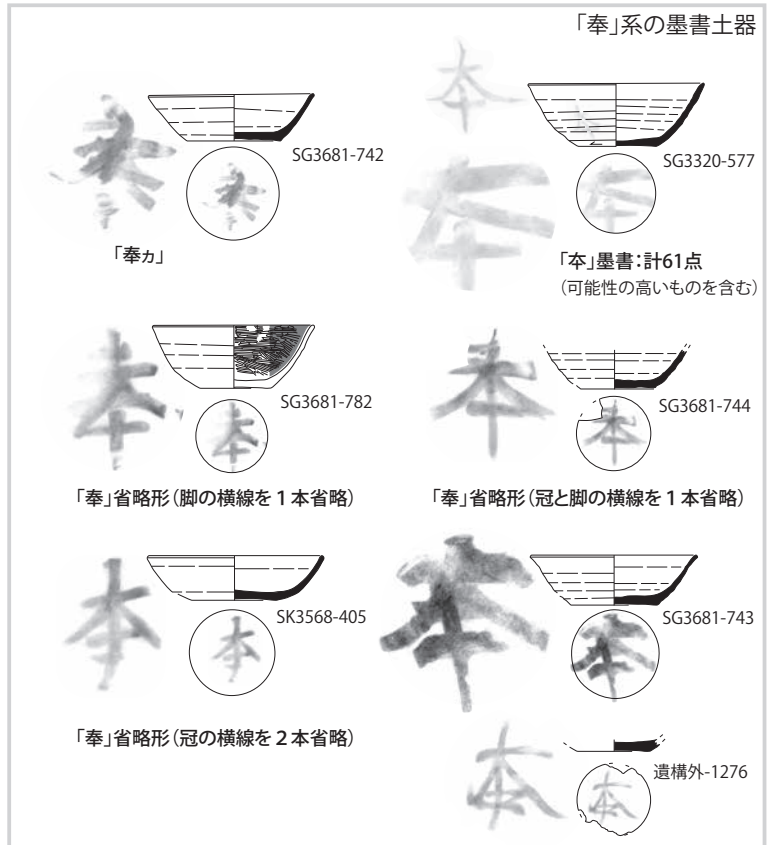 「奉」系の墨書土器
SG3681-742
「奉ヵ」
SG3320-577
「夲」墨書：計61点
（可能性の高いものを含む）
SG3681-782
「奉」省略形（脚の横線を１本省略）
SG3681-744
「奉」省略形（冠と脚の横線を１本省略）
SK3568-405
「奉」省略形（冠の横線を２本省略）
SG3681-743
遺構外-1276